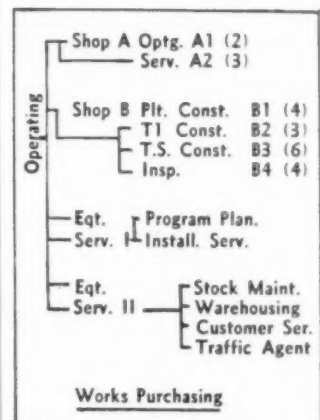 Operating
Shop A Optg. A1 (2)
Serv. A2 (3)
Shop B Plt. Const. B1 (4)
T1 Const. B2 (3)
T.S. Const. B3 (6)
Insp. B4 (4)
Eqt. Program Plan.
Serv. I Install. Serv.
Eqt. Stock Maint.
Serv. II Warehousing
Customer Ser.
Traffic Agent
Works Purchasing